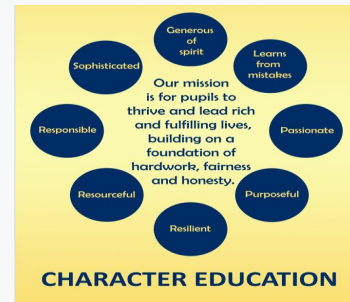 Generous
of
spirit
Learns
from
mistakes
Passionate
Purposeful
Resilient
Resourceful
Responsible
Sophisticated
Our mission
is for pupils to
thrive and lead rich
and fulfilling lives,
building on a
foundation of
hardwork, fairness
and honesty.
CHARACTER EDUCATION